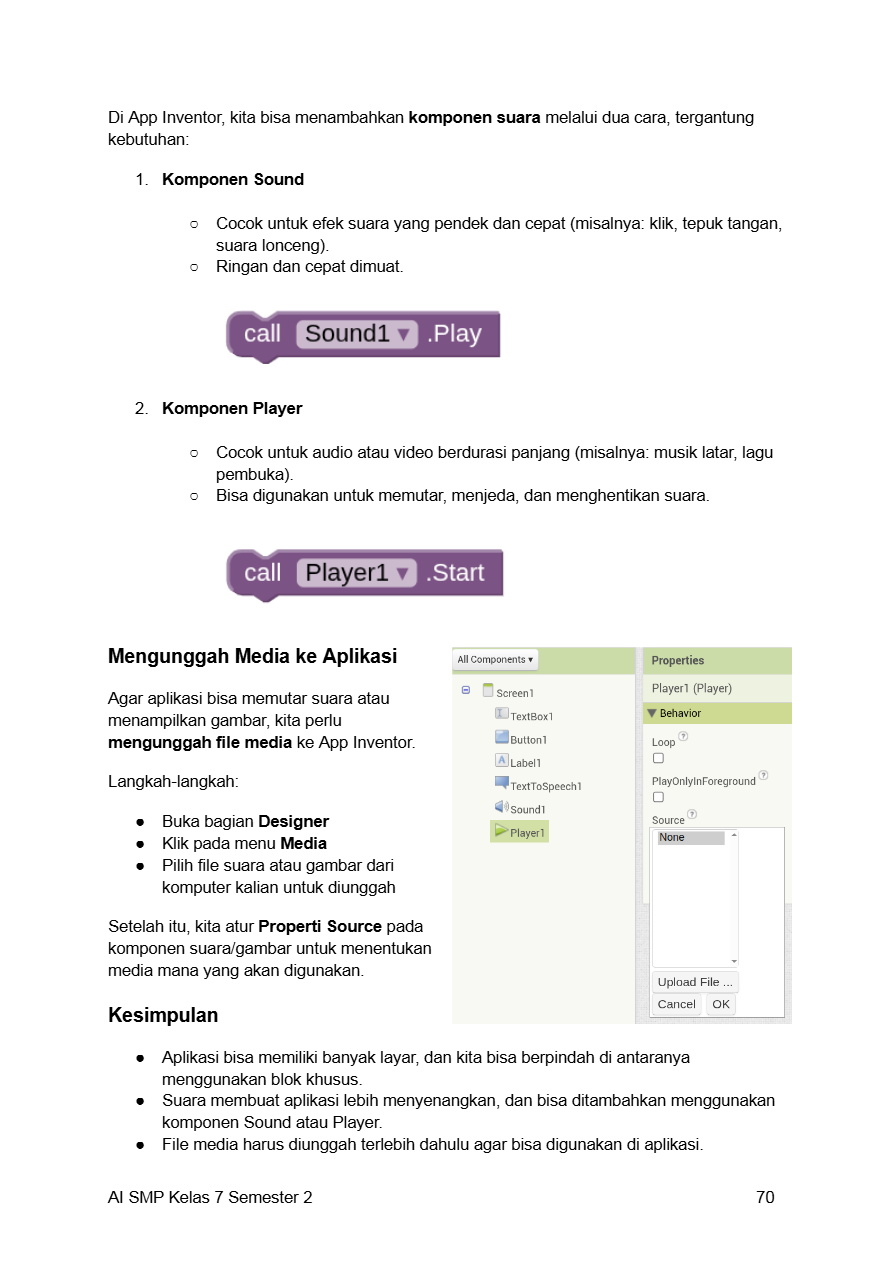 Di App Inventor, kita bisa menambahkan komponen suara melalui dua cara, tergantung
kebutuhan:
1. Komponen Sound
○ Cocok untuk efek suara yang pendek dan cepat (misalnya: klik, tepuk tangan,
suara lonceng).
○ Ringan dan cepat dimuat.
call Sound1 ▾ .Play
2. Komponen Player
○ Cocok untuk audio atau video berdurasi panjang (misalnya: musik latar, lagu
pembuka).
○ Bisa digunakan untuk memutar, menjeda, dan menghentikan suara.
call Player1 ▾ .Start
Mengunggah Media ke Aplikasi
Agar aplikasi bisa memutar suara atau
menampilkan gambar, kita perlu
mengunggah file media ke App Inventor.
Langkah-langkah:
● Buka bagian Designer
● Klik pada menu Media
● Pilih file suara atau gambar dari
komputer kalian untuk diunggah
Setelah itu, kita atur Properti Source pada
komponen suara/gambar untuk menentukan
media mana yang akan digunakan.
All Components ▾
Screen1
TextBox1
Button1
Label1
TextToSpeech1
Sound1
Player1
Properties
Player1 (Player)
▼ Behavior
Loop ?
PlayOnlyInForeground ?
Source ?
None
Upload File ...
Cancel OK
Kesimpulan
● Aplikasi bisa memiliki banyak layar, dan kita bisa berpindah di antaranya
menggunakan blok khusus.
● Suara membuat aplikasi lebih menyenangkan, dan bisa ditambahkan menggunakan
komponen Sound atau Player.
● File media harus diunggah terlebih dahulu agar bisa digunakan di aplikasi.
AI SMP Kelas 7 Semester 2 70